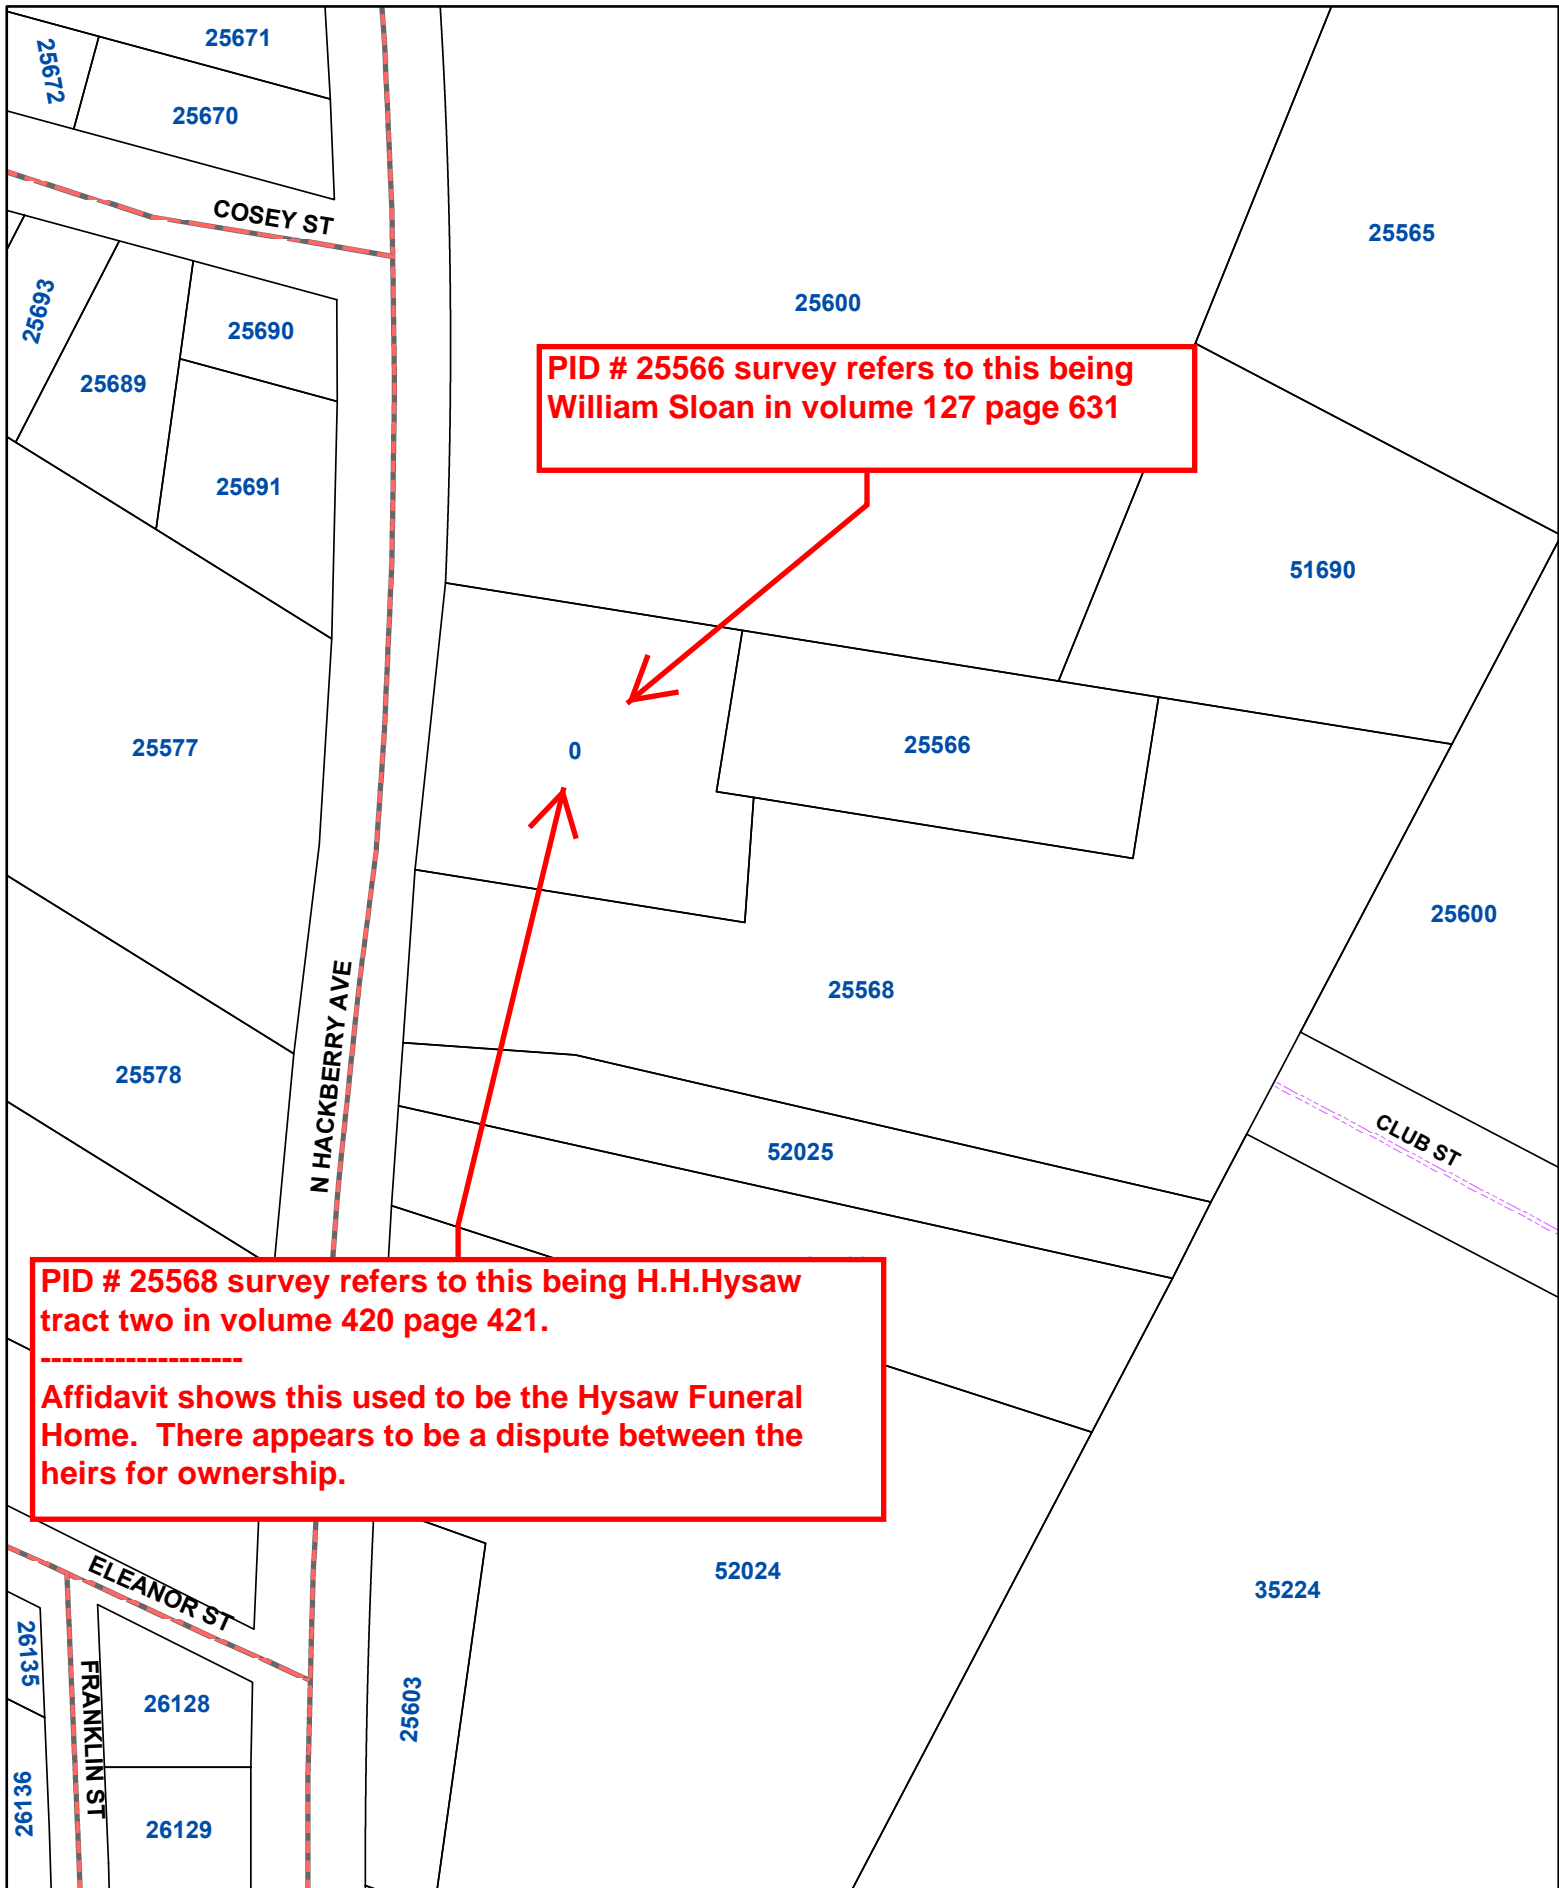 25671
25672
25670
COSEY ST
25565
25693
25600
25690
PID # 25566 survey refers to this being
William Sloan in volume 127 page 631
25689
25691
51690
25577
0
25566
25600
25568
N HACKBERRY AVE
25578
CLUB ST
52025
PID # 25568 survey refers to this being H.H.Hysaw
tract two in volume 420 page 421.
-------------------
Affidavit shows this used to be the Hysaw Funeral
Home.  There appears to be a dispute between the
heirs for ownership.
ELEANOR ST
52024
35224
26135
FRANKLIN ST
26128
25603
26136
26129